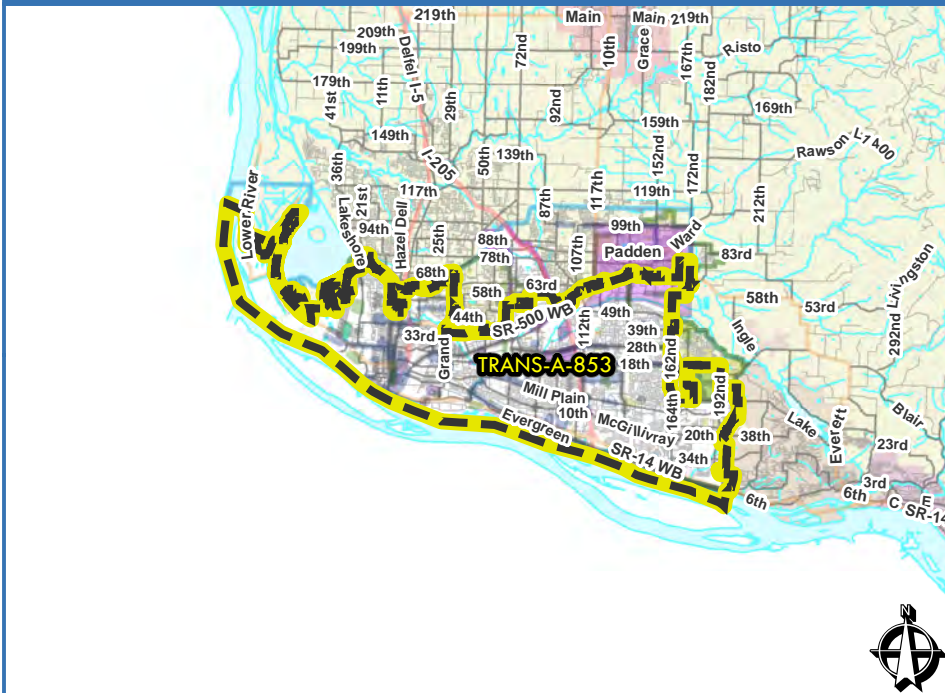 219th
Main
Main
219th
209th
199th
Delfel
I-5
72nd
10th
Grace
167th
Risto
182nd
179th
41st
11th
29th
92nd
169th
159th
149th
I-205
50th
139th
152nd
172nd
Rawson
36th
117th
119th
212th
Lower River
Lakeshore
21st
94th
Hazel Dell
25th
88th
78th
87th
117th
99th
Ward
107th
Padden
83rd
Livingston
68th
58th
63rd
58th
53rd
292nd
44th
SR-500 WB
49th
112th
39th
Ingle
33rd
Grand
28th
162nd
TRANS-A-853
18th
192nd
Mill Plain
10th
164th
Blair
Evergreen
McGillivray
20th
38th
Lake
Everett
23rd
34th
SR-14 WB
6th
3rd
6th
E
C
SR-14
N